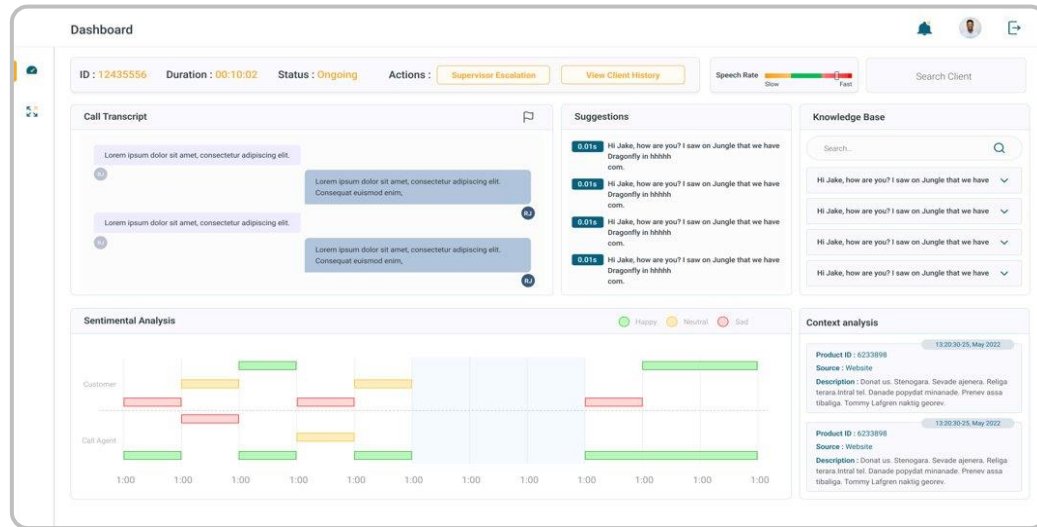 Dashboard
ID : 12435556 Duration : 00:10:02 Status : Ongoing Actions : Supervisor Escalation View Client History
Speech Rate
Slow Fast
Search Client
Call Transcript
Lorem ipsum dolor sit amet, consectetur adipiscing elit.
RJ
Lorem ipsum dolor sit amet, consectetur adipiscing elit.
Consequat euismod enim,
RJ
Lorem ipsum dolor sit amet, consectetur adipiscing elit.
RJ
Lorem ipsum dolor sit amet, consectetur adipiscing elit.
Consequat euismod enim,
RJ
Suggestions
0.01s Hi Jake, how are you? I saw on Jungle that we have
Dragonfly in hhhhh
com.
0.01s Hi Jake, how are you? I saw on Jungle that we have
Dragonfly in hhhhh
com.
0.01s Hi Jake, how are you? I saw on Jungle that we have
Dragonfly in hhhhh
com.
0.01s Hi Jake, how are you? I saw on Jungle that we have
Dragonfly in hhhhh
com.
Knowledge Base
Search..
Hi Jake, how are you? I saw on Jungle that we have
Hi Jake, how are you? I saw on Jungle that we have
Hi Jake, how are you? I saw on Jungle that we have
Hi Jake, how are you? I saw on Jungle that we have
Sentimental Analysis
Happy Neutral Sad
Customer
Call Agent
1:00 1:00 1:00 1:00 1:00 1:00 1:00 1:00 1:00 1:00 1:00 1:00
Context analysis
13:20:30-25, May 2022
Product ID : 6233898
Source : Website
Description : Donat us. Stenogara. Sevade ajenera. Religa
terara.Intral tel. Danade popydat minanade. Prenev assa
tibaliga. Tommy Lafgren naktig georev.
13:20:30-25, May 2022
Product ID : 6233898
Source : Website
Description : Donat us. Stenogara. Sevade ajenera. Religa
terara.Intral tel. Danade popydat minanade. Prenev assa
tibaliga. Tommy Lafgren naktig georev.